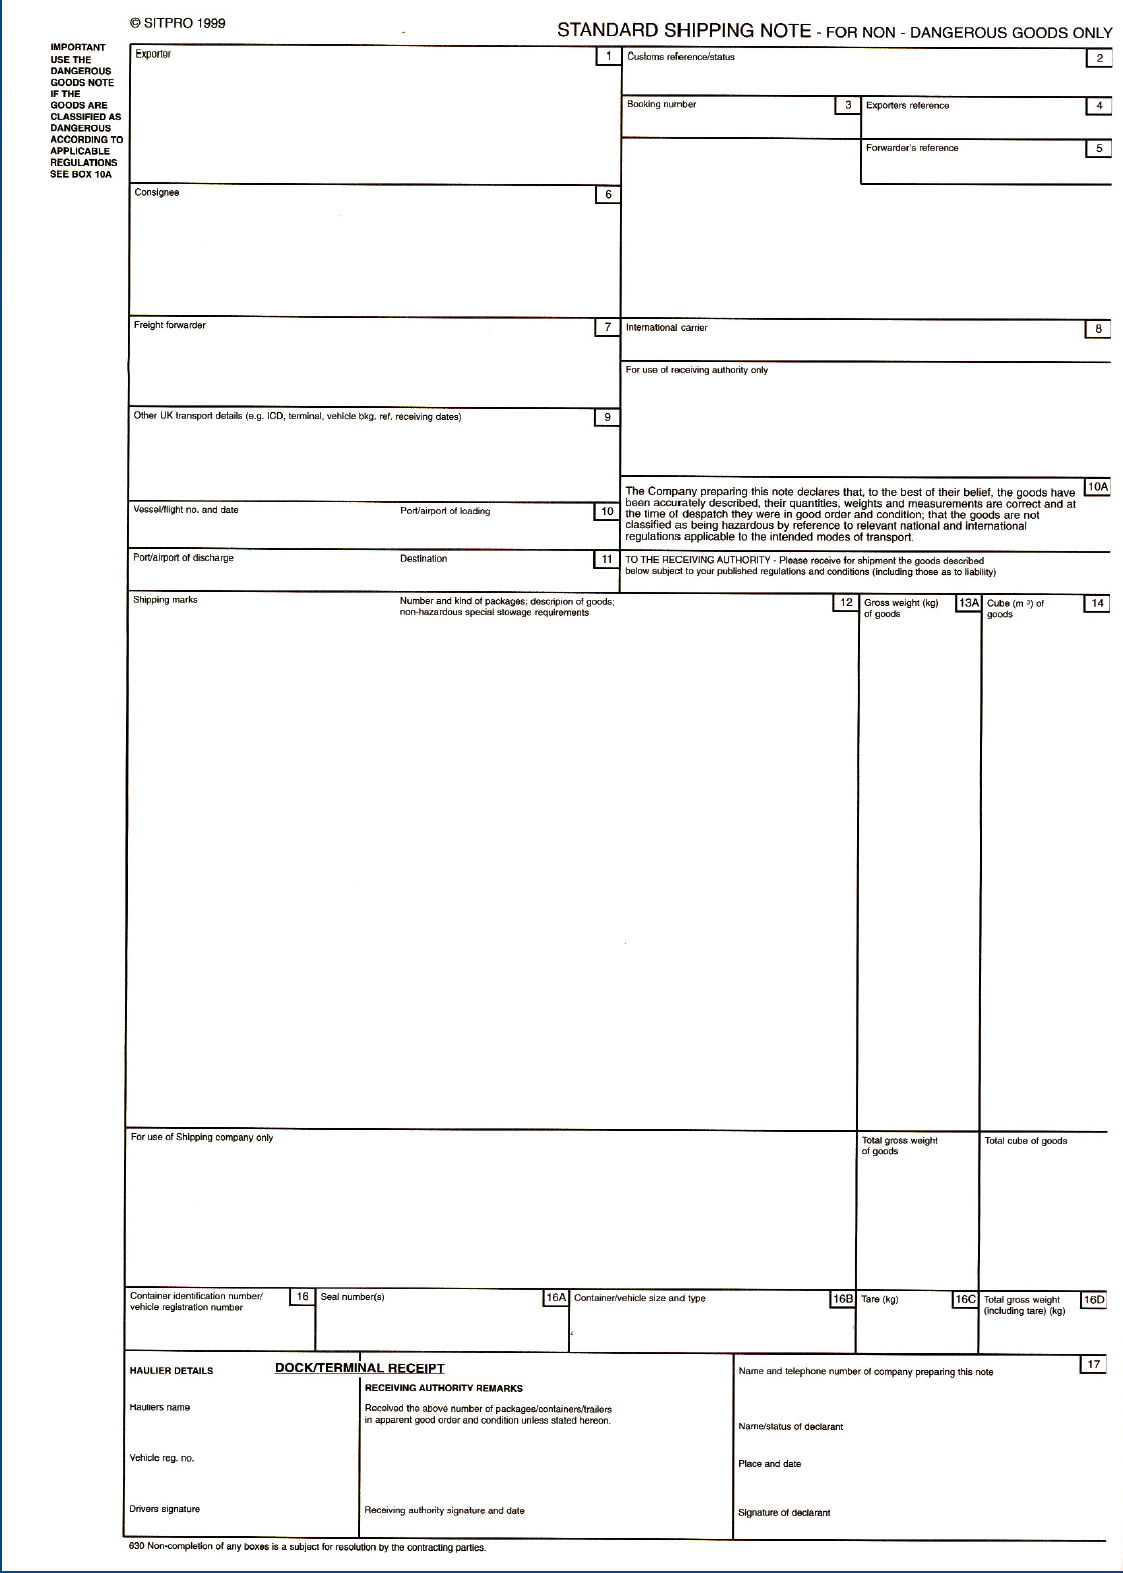 © SITPRO 1999
STANDARD SHIPPING NOTE - FOR NON - DANGEROUS GOODS ONLY
IMPORTANT
USE THE
DANGEROUS
GOODS NOTE
IF THE
GOODS ARE
CLASSIFIED AS
DANGEROUS
ACCORDING TO
APPLICABLE
REGULATIONS
SEE BOX 10A
Exporter 1
Customs reference/status 2
Booking number 3
Exporters reference 4
Forwarder's reference 5
Consignee 6
Freight forwarder 7
International carrier 8
For use of receiving authority only
Other UK transport details (e.g. ICD, terminal, vehicle bkg. ref. receiving dates) 9
10A
The Company preparing this note declares that, to the best of their belief, the goods have
been accurately described, their quantities, weights and measurements are correct and at
the time of despatch they were in good order and condition; that the goods are not
classified as being hazardous by reference to relevant national and international
regulations applicable to the intended modes of transport.
Vessel/flight no. and date Port/airport of loading 10
Port/airport of discharge Destination 11
TO THE RECEIVING AUTHORITY - Please receive for shipment the goods described
below subject to your published regulations and conditions (including those as to liability)
Shipping marks
Number and kind of packages; description of goods; 12
non-hazardous special stowage requirements
Gross weight (kg) 13A
of goods
Cube (m ³) of 14
goods
For use of Shipping company only
Total gross weight
of goods
Total cube of goods
Container identification number/ 16
vehicle registration number
Seal number(s) 16A
Container/vehicle size and type 16B
Tare (kg) 16C
Total gross weight 16D
(including tare) (kg)
HAULIER DETAILS
DOCK/TERMINAL RECEIPT
RECEIVING AUTHORITY REMARKS
Hauliers name
Received the above number of packages/containers/trailers
in apparent good order and condition unless stated hereon.
Vehicle reg. no.
Drivers signature
Receiving authority signature and date
Name and telephone number of company preparing this note 17
Name/status of declarant
Place and date
Signature of declarant
630 Non-completion of any boxes is a subject for resolution by the contracting parties.